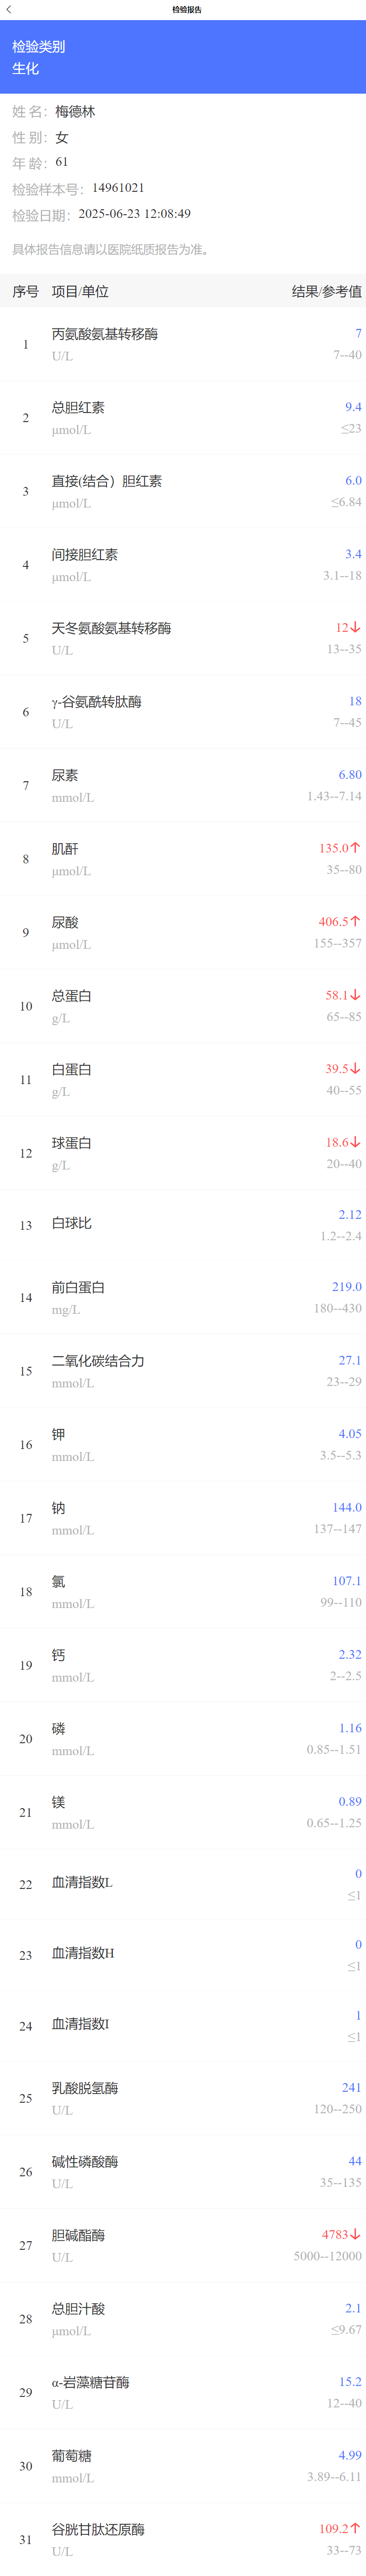 检验报告
检验类别
生化
姓 名： 梅德林
性 别： 女
年 龄： 61
检验样本号： 14961021
检验日期： 2025-06-23 12:08:49
具体报告信息请以医院纸质报告为准。
序号 项目/单位 结果/参考值
1 丙氨酸氨基转移酶 7
U/L 7--40
2 总胆红素 9.4
μmol/L ≤23
3 直接(结合）胆红素 6.0
μmol/L ≤6.84
4 间接胆红素 3.4
μmol/L 3.1--18
5 天冬氨酸氨基转移酶 12↓
U/L 13--35
6 γ-谷氨酰转肽酶 18
U/L 7--45
7 尿素 6.80
mmol/L 1.43--7.14
8 肌酐 135.0↑
μmol/L 35--80
9 尿酸 406.5↑
μmol/L 155--357
10 总蛋白 58.1↓
g/L 65--85
11 白蛋白 39.5↓
g/L 40--55
12 球蛋白 18.6↓
g/L 20--40
13 白球比 2.12
1.2--2.4
14 前白蛋白 219.0
mg/L 180--430
15 二氧化碳结合力 27.1
mmol/L 23--29
16 钾 4.05
mmol/L 3.5--5.3
17 钠 144.0
mmol/L 137--147
18 氯 107.1
mmol/L 99--110
19 钙 2.32
mmol/L 2--2.5
20 磷 1.16
mmol/L 0.85--1.51
21 镁 0.89
mmol/L 0.65--1.25
22 血清指数L 0
≤1
23 血清指数H 0
≤1
24 血清指数I 1
≤1
25 乳酸脱氢酶 241
U/L 120--250
26 碱性磷酸酶 44
U/L 35--135
27 胆碱酯酶 4783↓
U/L 5000--12000
28 总胆汁酸 2.1
μmol/L ≤9.67
29 α-岩藻糖苷酶 15.2
U/L 12--40
30 葡萄糖 4.99
mmol/L 3.89--6.11
31 谷胱甘肽还原酶 109.2↑
U/L 33--73